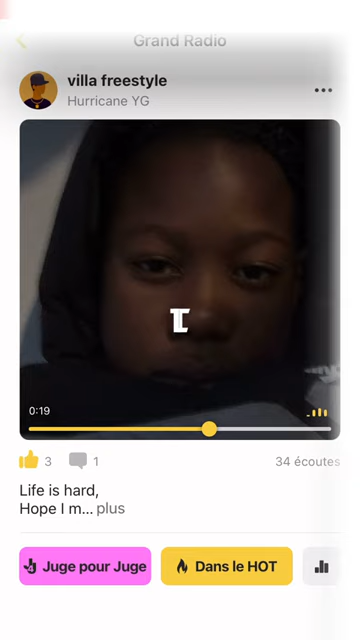 Grand Radio
villa freestyle
Hurricane YG
0:19
3
1
34 écoutes
Life is hard,
Hope I m... plus
Juge pour Juge
Dans le HOT